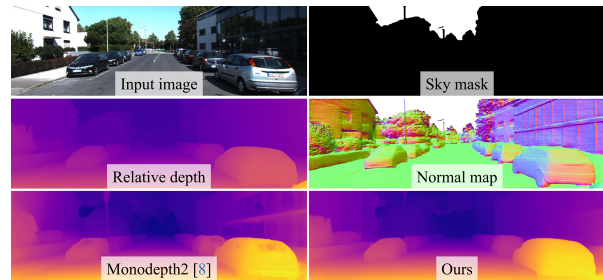 Input image
Sky mask
Relative depth
Normal map
Monodepth2 [8]
Ours